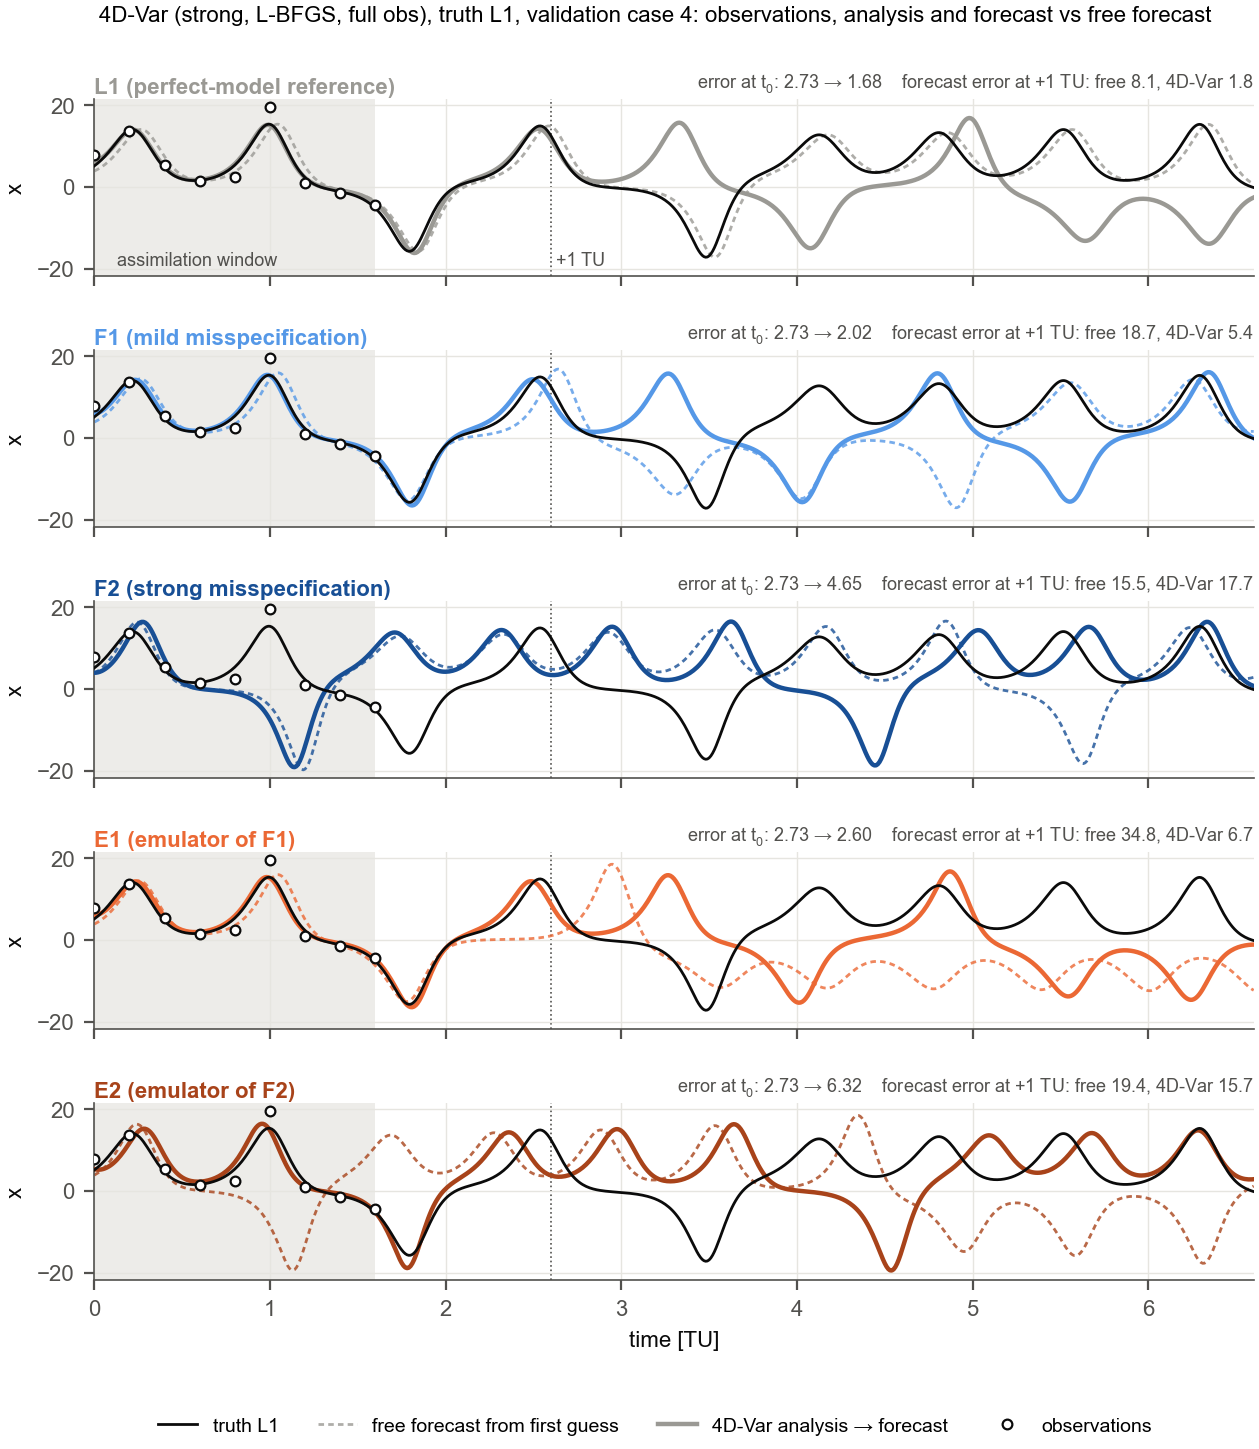 4D-Var (strong, L-BFGS, full obs), truth L1, validation case 4: observations, analysis and forecast vs free forecast
L1 (perfect-model reference)
error at t0: 2.73 → 1.68 forecast error at +1 TU: free 8.1, 4D-Var 1.8
20
0
−20
x
assimilation window
+1 TU
F1 (mild misspecification)
error at t0: 2.73 → 2.02 forecast error at +1 TU: free 18.7, 4D-Var 5.4
20
0
−20
x
F2 (strong misspecification)
error at t0: 2.73 → 4.65 forecast error at +1 TU: free 15.5, 4D-Var 17.7
20
0
−20
x
E1 (emulator of F1)
error at t0: 2.73 → 2.60 forecast error at +1 TU: free 34.8, 4D-Var 6.7
20
0
−20
x
E2 (emulator of F2)
error at t0: 2.73 → 6.32 forecast error at +1 TU: free 19.4, 4D-Var 15.7
20
0
−20
x
0 1 2 3 4 5 6
time [TU]
truth L1 free forecast from first guess 4D-Var analysis → forecast observations